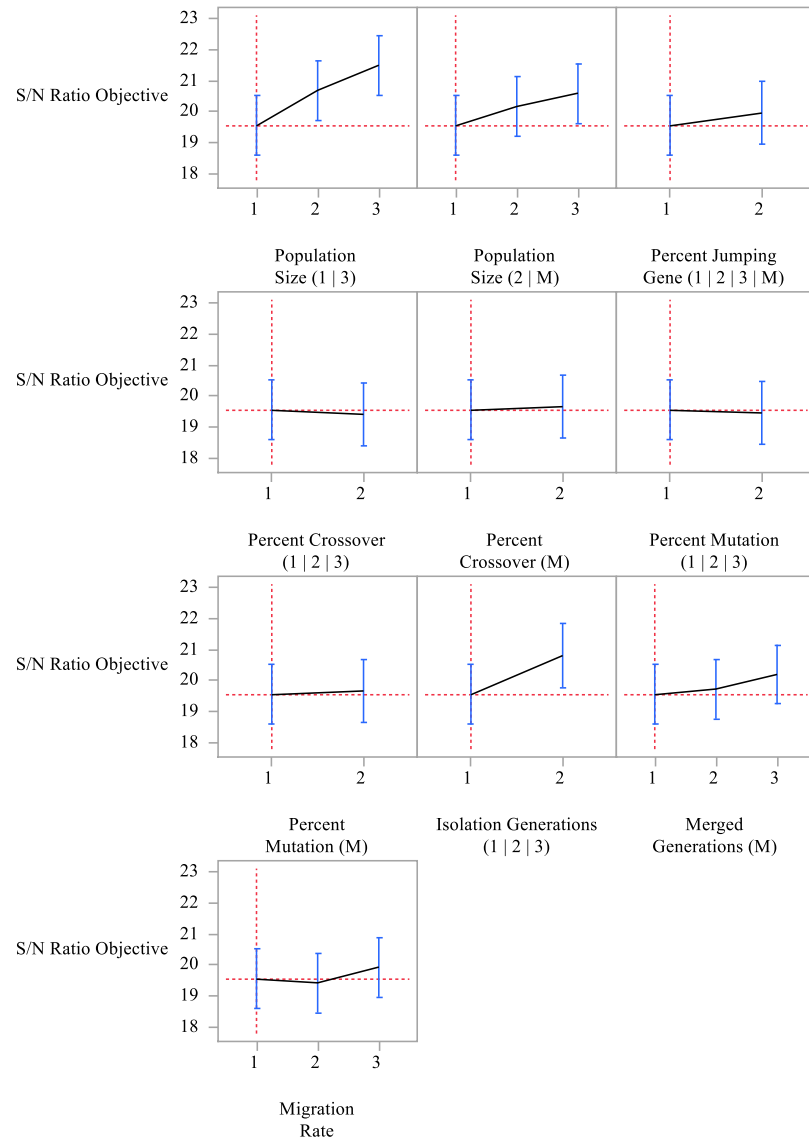 23
22
21
S/N Ratio Objective
20
19
18
1 2 3 1 2 3 1 2
Population Population Percent Jumping
Size (1 | 3) Size (2 | M) Gene (1 | 2 | 3 | M)
23
22
21
S/N Ratio Objective
20
19
18
1 2 1 2 1 2
Percent Crossover Percent Percent Mutation
(1 | 2 | 3) Crossover (M) (1 | 2 | 3)
23
22
21
S/N Ratio Objective
20
19
18
1 2 1 2 1 2 3
Percent Isolation Generations Merged
Mutation (M) (1 | 2 | 3) Generations (M)
23
22
21
S/N Ratio Objective
20
19
18
1 2 3
Migration
Rate